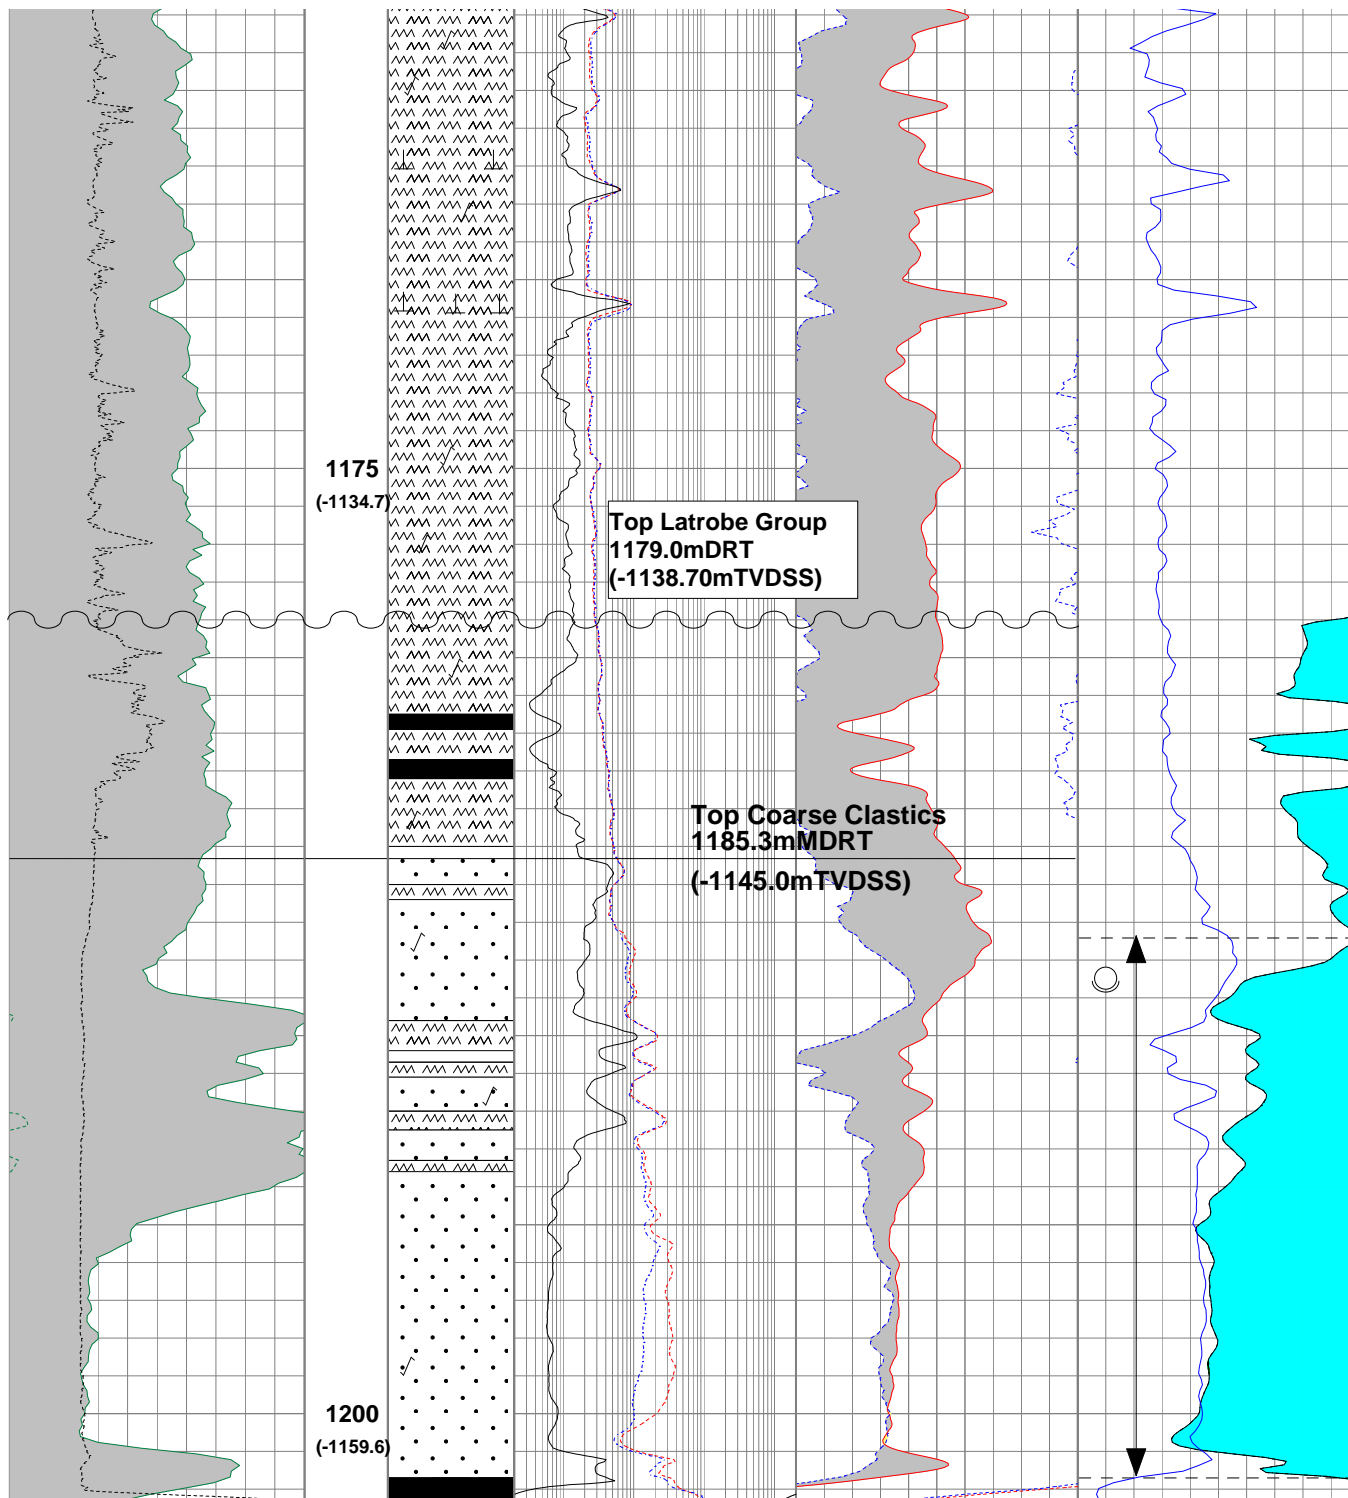 1175
(-1134.7)
Top Latrobe Group
1179.0mDRT
(-1138.70mTVDSS)
Top Coarse Clastics
1185.3mMDRT
(-1145.0mTVDSS)
1200
(-1159.6)